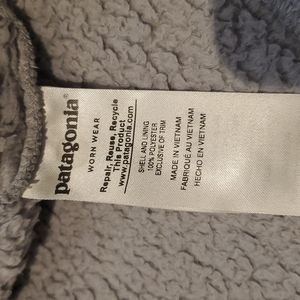 patagonia®
WORN WEAR
Repair, Reuse, Recycle
This Product
www.patagonia.com
SHELL AND LINING
100% POLYESTER
EXCLUSIVE OF TRIM
MADE IN VIETNAM
FABRIQUÉ AU VIETNAM
HECHO EN VIETNAM